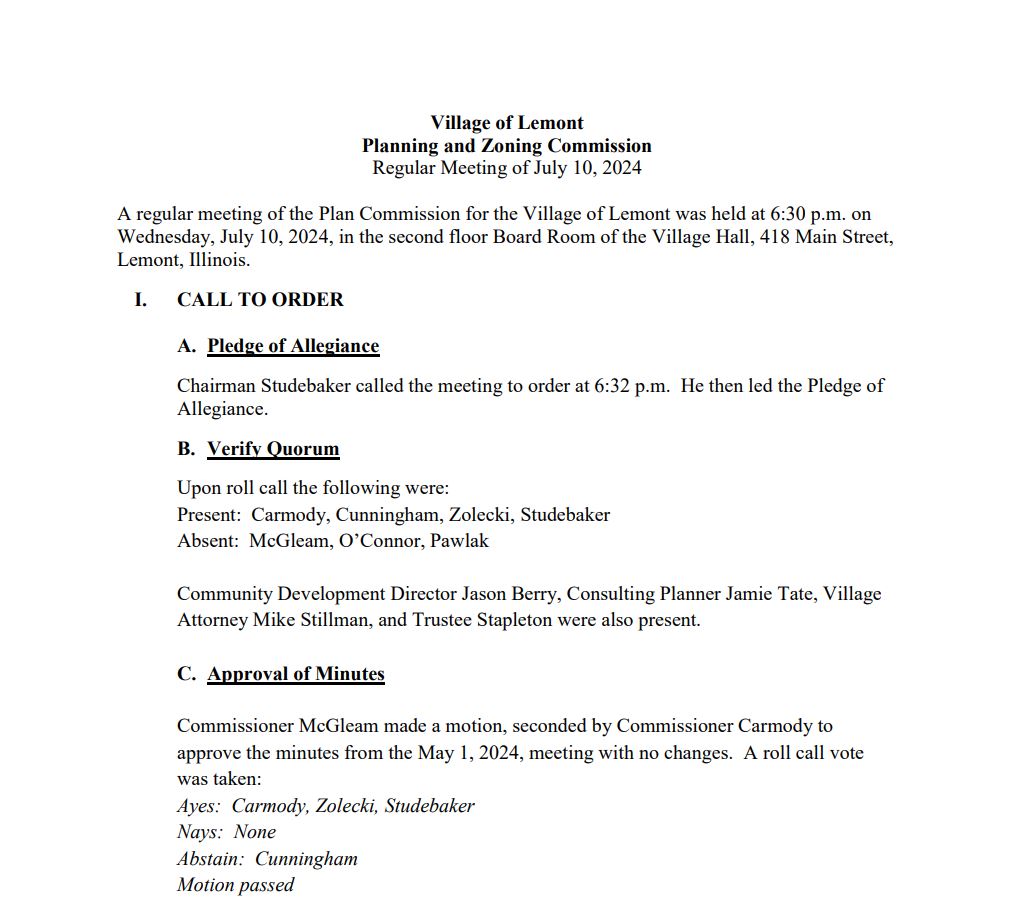 Village of Lemont
Planning and Zoning Commission
Regular Meeting of July 10, 2024
A regular meeting of the Plan Commission for the Village of Lemont was held at 6:30 p.m. on
Wednesday, July 10, 2024, in the second floor Board Room of the Village Hall, 418 Main Street,
Lemont, Illinois.
I. CALL TO ORDER
A. Pledge of Allegiance
Chairman Studebaker called the meeting to order at 6:32 p.m.  He then led the Pledge of
Allegiance.
B. Verify Quorum
Upon roll call the following were:
Present:  Carmody, Cunningham, Zolecki, Studebaker
Absent:  McGleam, O’Connor, Pawlak
Community Development Director Jason Berry, Consulting Planner Jamie Tate, Village
Attorney Mike Stillman, and Trustee Stapleton were also present.
C. Approval of Minutes
Commissioner McGleam made a motion, seconded by Commissioner Carmody to
approve the minutes from the May 1, 2024, meeting with no changes.  A roll call vote
was taken:
Ayes:  Carmody, Zolecki, Studebaker
Nays:  None
Abstain:  Cunningham
Motion passed